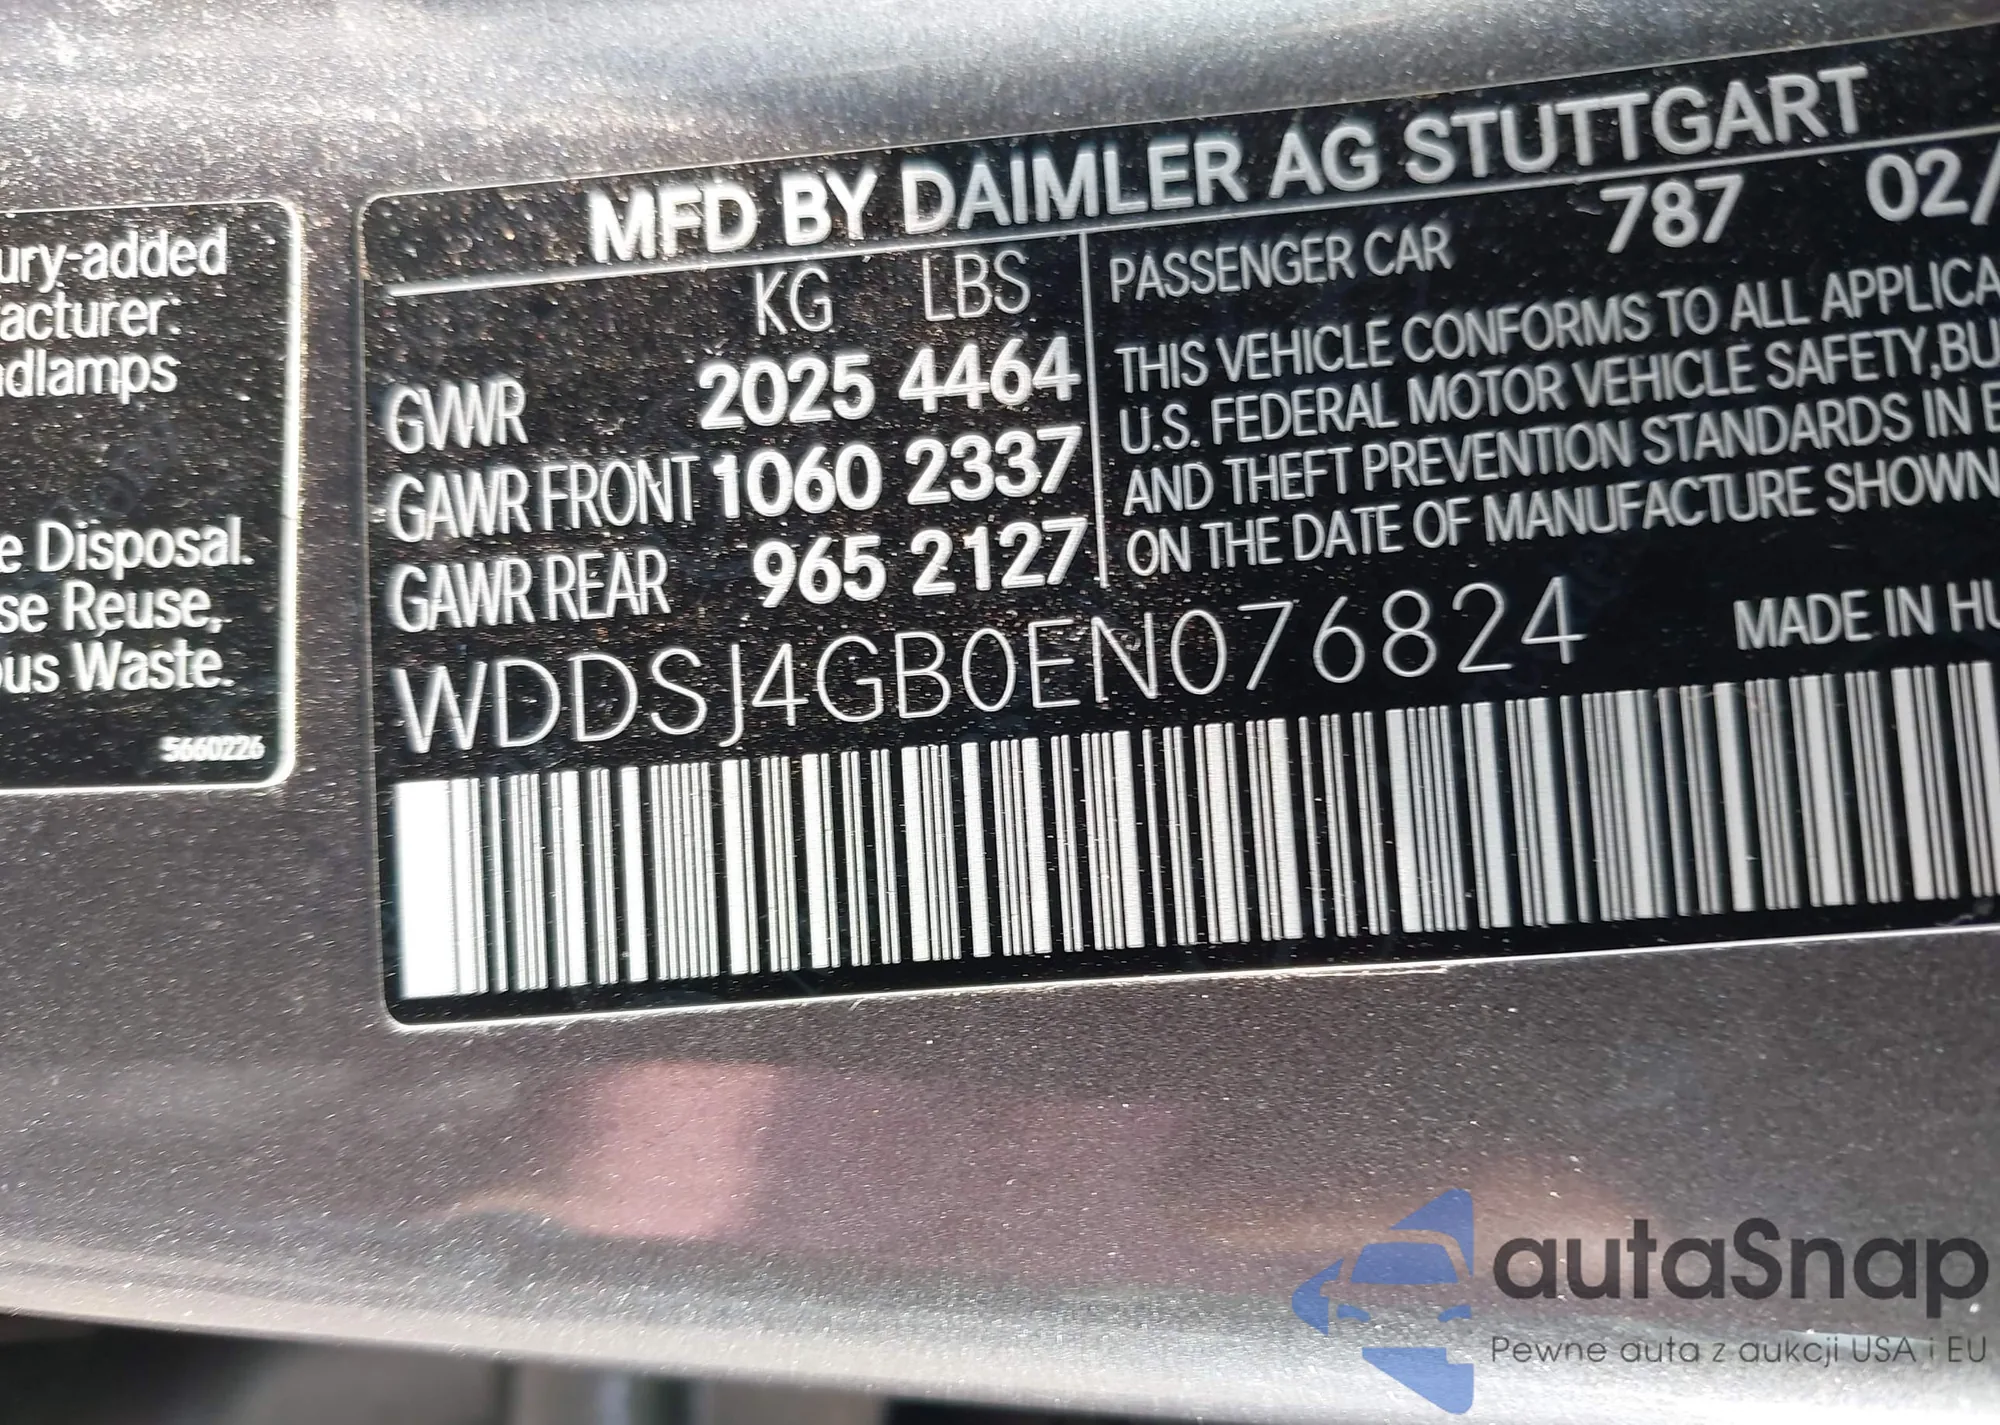 ury-added
acturer.
adlamps
e Disposal.
se Reuse,
ous Waste.
5660226
MFD BY DAIMLER AG STUTTGART
KG LBS
GVWR 2025 4464
GAWR FRONT 1060 2337
GAWR REAR 965 2127
PASSENGER CAR 787 02/
THIS VEHICLE CONFORMS TO ALL APPLICA
U.S. FEDERAL MOTOR VEHICLE SAFETY,BU
AND THEFT PREVENTION STANDARDS IN E
ON THE DATE OF MANUFACTURE SHOWN
WDDSJ4GB0EN076824
MADE IN HU
autaSnap
Pewne auta z aukcji USA i EU